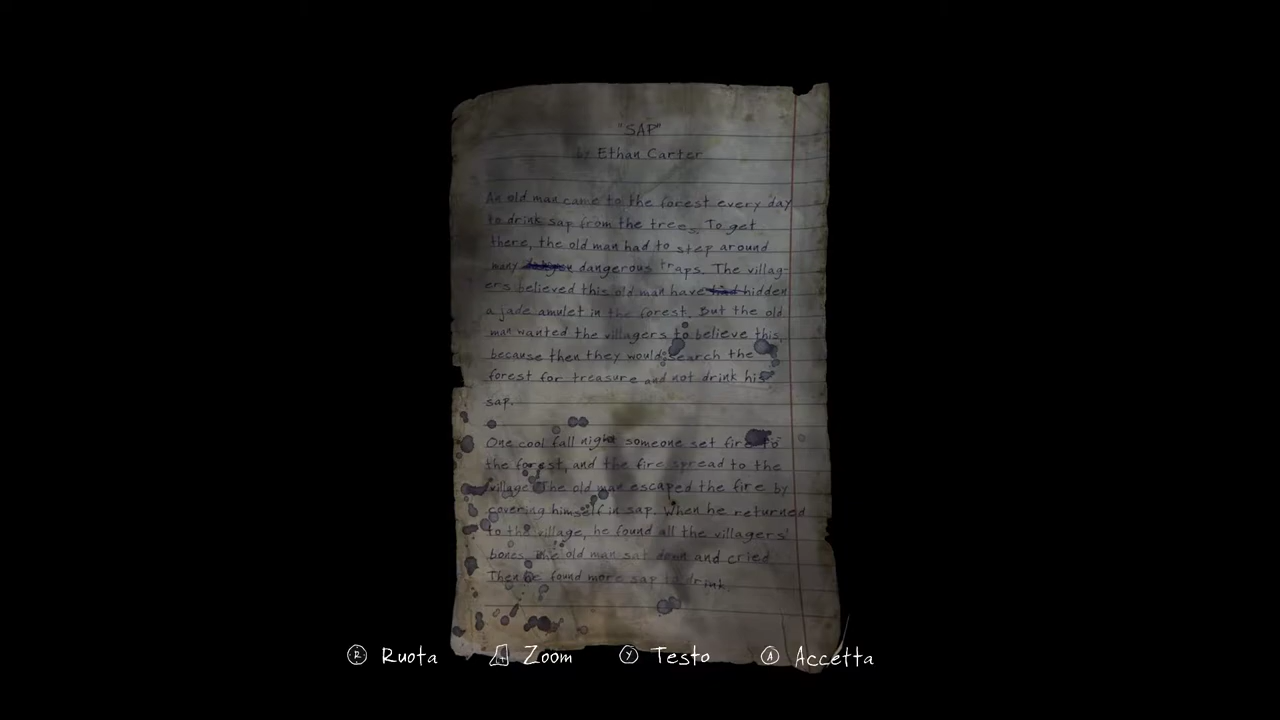 "SAP"
by Ethan Carter
An old man came to the forest every day
to drink sap from the trees. To get
there, the old man had to step around
many dangerous traps. The villag-
ers believed this old man have had hidden
a jade amulet in the forest. But the old
man wanted the villagers to believe this,
because then they would search the
forest for treasure and not drink his
sap.
One cool fall night someone set fire to
the forest, and the fire spread to the
village. The old man escaped the fire by
covering himself in sap. When he returned
to the village, he found all the villagers'
bones. The old man sat down and cried.
Then he found more sap to drink.
R Ruota
Zoom
Y Testo
A Accetta